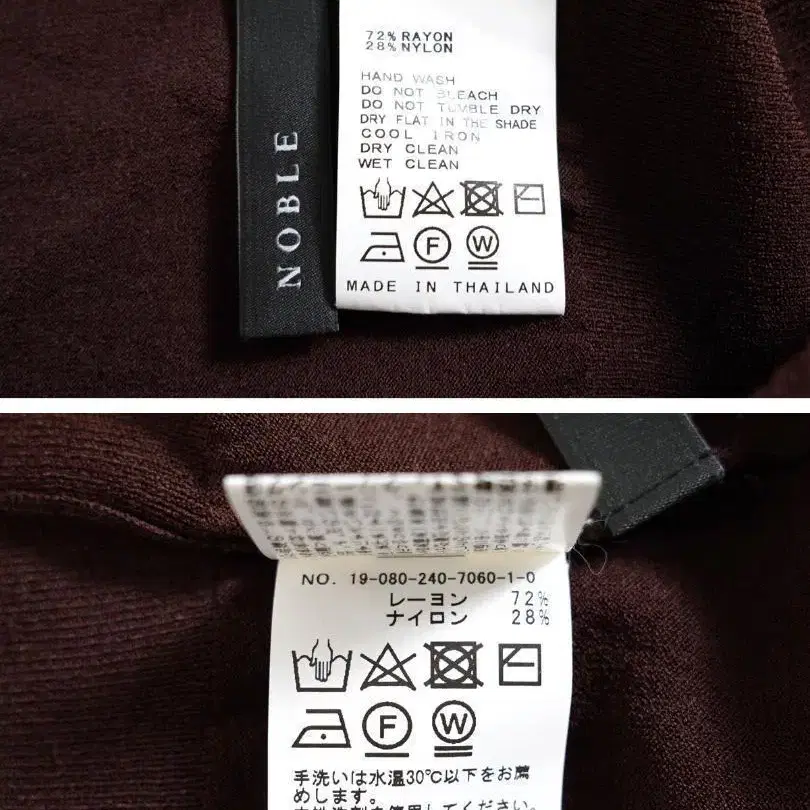 NOBLE
72% RAYON
28% NYLON
HAND WASH
DO NOT BLEACH
DO NOT TUMBLE DRY
DRY FLAT IN THE SHADE
COOL IRON
DRY CLEAN
WET CLEAN
F W
MADE IN THAILAND
NO. 19-080-240-7060-1-0
レーヨン 72%
ナイロン 28%
F W
手洗いは水温30℃以下をお薦
めします。